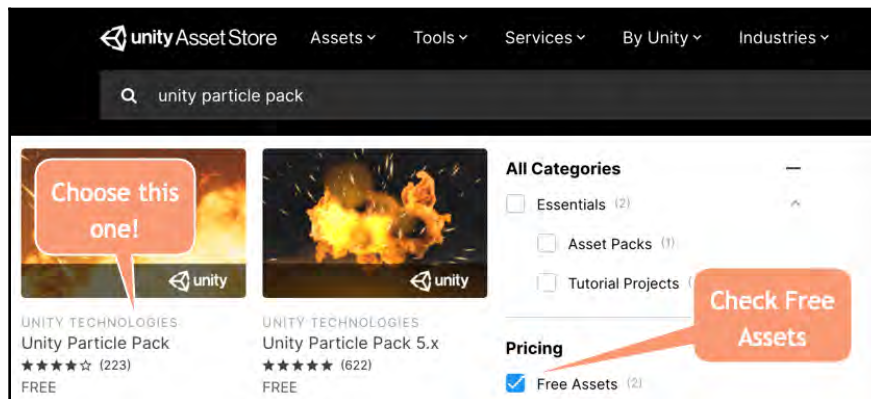 unity Asset Store Assets Tools Services By Unity Industries
unity particle pack
Choose this
one!
unity
UNITY TECHNOLOGIES
Unity Particle Pack
★★★★☆ (223)
FREE
unity
UNITY TECHNOLOGIES
Unity Particle Pack 5.x
★★★★★ (622)
FREE
All Categories
Essentials (2)
Asset Packs (1)
Tutorial Projects
Check Free
Assets
Pricing
Free Assets (2)